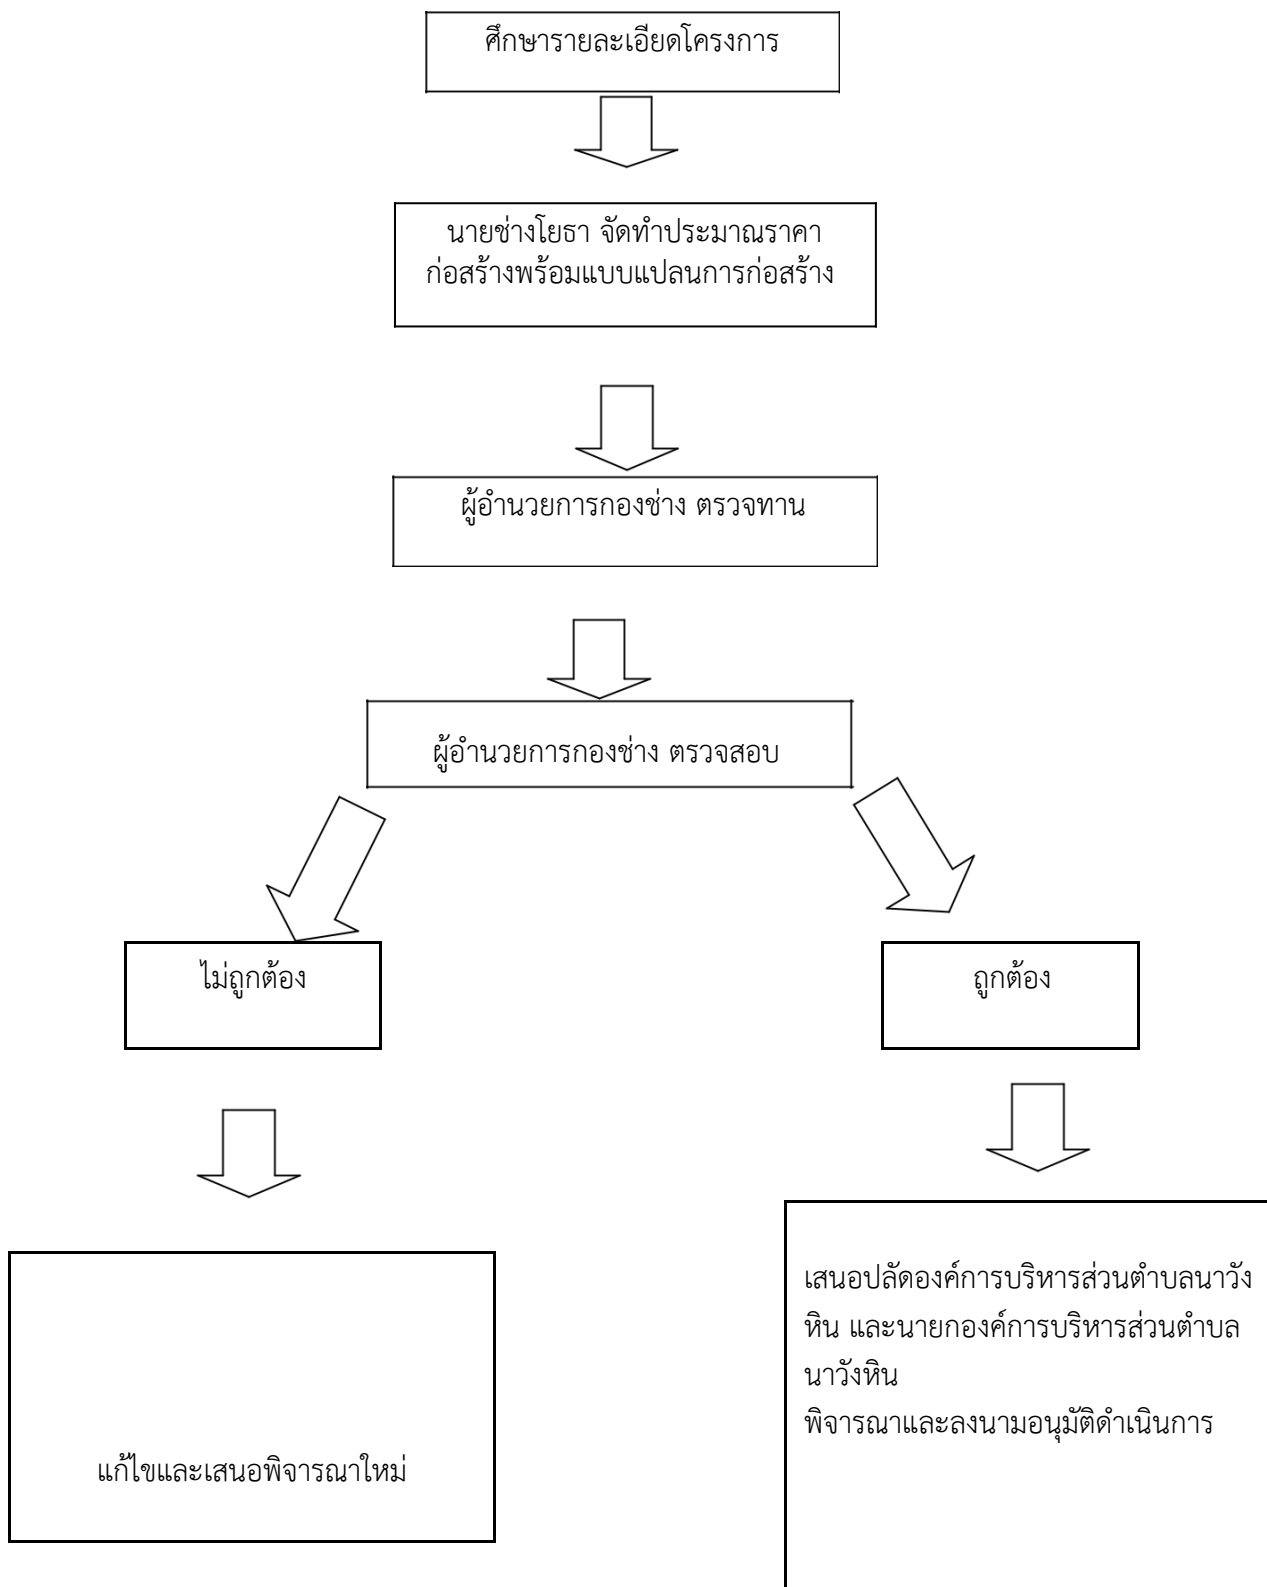 ศึกษารายละเอียดโครงการ
นายช่างโยธา จัดทำประมาณราคา
ก่อสร้างพร้อมแบบแปลนการก่อสร้าง
ผู้อำนวยการกองช่าง ตรวจทาน
ผู้อำนวยการกองช่าง ตรวจสอบ
ไม่ถูกต้อง
ถูกต้อง
แก้ไขและเสนอพิจารณาใหม่
เสนอปลัดองค์การบริหารส่วนตำบลนาวัง
หิน และนายกองค์การบริหารส่วนตำบล
นาวังหิน
พิจารณาและลงนามอนุมัติดำเนินการ